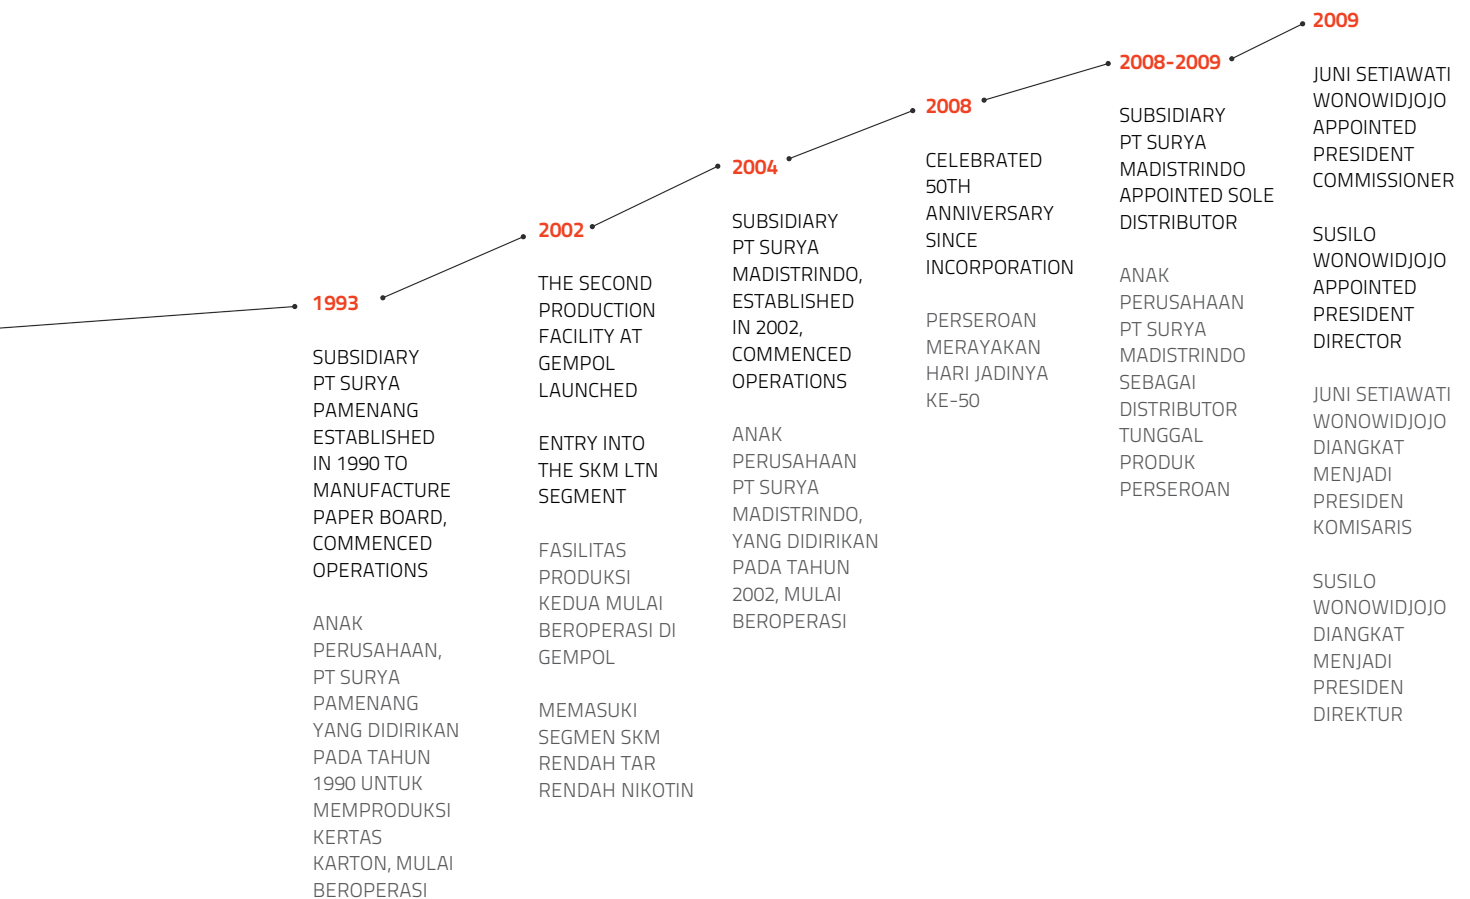 1993
SUBSIDIARY
PT SURYA
PAMENANG
ESTABLISHED
IN 1990 TO
MANUFACTURE
PAPER BOARD,
COMMENCED
OPERATIONS
ANAK
PERUSAHAAN,
PT SURYA
PAMENANG
YANG DIDIRIKAN
PADA TAHUN
1990 UNTUK
MEMPRODUKSI
KERTAS
KARTON, MULAI
BEROPERASI
2002
THE SECOND
PRODUCTION
FACILITY AT
GEMPOL
LAUNCHED
ENTRY INTO
THE SKM LTN
SEGMENT
FASILITAS
PRODUKSI
KEDUA MULAI
BEROPERASI DI
GEMPOL
MEMASUKI
SEGMEN SKM
RENDAH TAR
RENDAH NIKOTIN
2004
SUBSIDIARY
PT SURYA
MADISTRINDO,
ESTABLISHED
IN 2002,
COMMENCED
OPERATIONS
ANAK
PERUSAHAAN
PT SURYA
MADISTRINDO,
YANG DIDIRIKAN
PADA TAHUN
2002, MULAI
BEROPERASI
2008
CELEBRATED
50TH
ANNIVERSARY
SINCE
INCORPORATION
PERSEROAN
MERAYAKAN
HARI JADINYA
KE-50
2008-2009
SUBSIDIARY
PT SURYA
MADISTRINDO
APPOINTED SOLE
DISTRIBUTOR
ANAK
PERUSAHAAN
PT SURYA
MADISTRINDO
SEBAGAI
DISTRIBUTOR
TUNGGAL
PRODUK
PERSEROAN
2009
JUNI SETIAWATI
WONOWIDJOJO
APPOINTED
PRESIDENT
COMMISSIONER
SUSILO
WONOWIDJOJO
APPOINTED
PRESIDENT
DIRECTOR
JUNI SETIAWATI
WONOWIDJOJO
DIANGKAT
MENJADI
PRESIDEN
KOMISARIS
SUSILO
WONOWIDJOJO
DIANGKAT
MENJADI
PRESIDEN
DIREKTUR